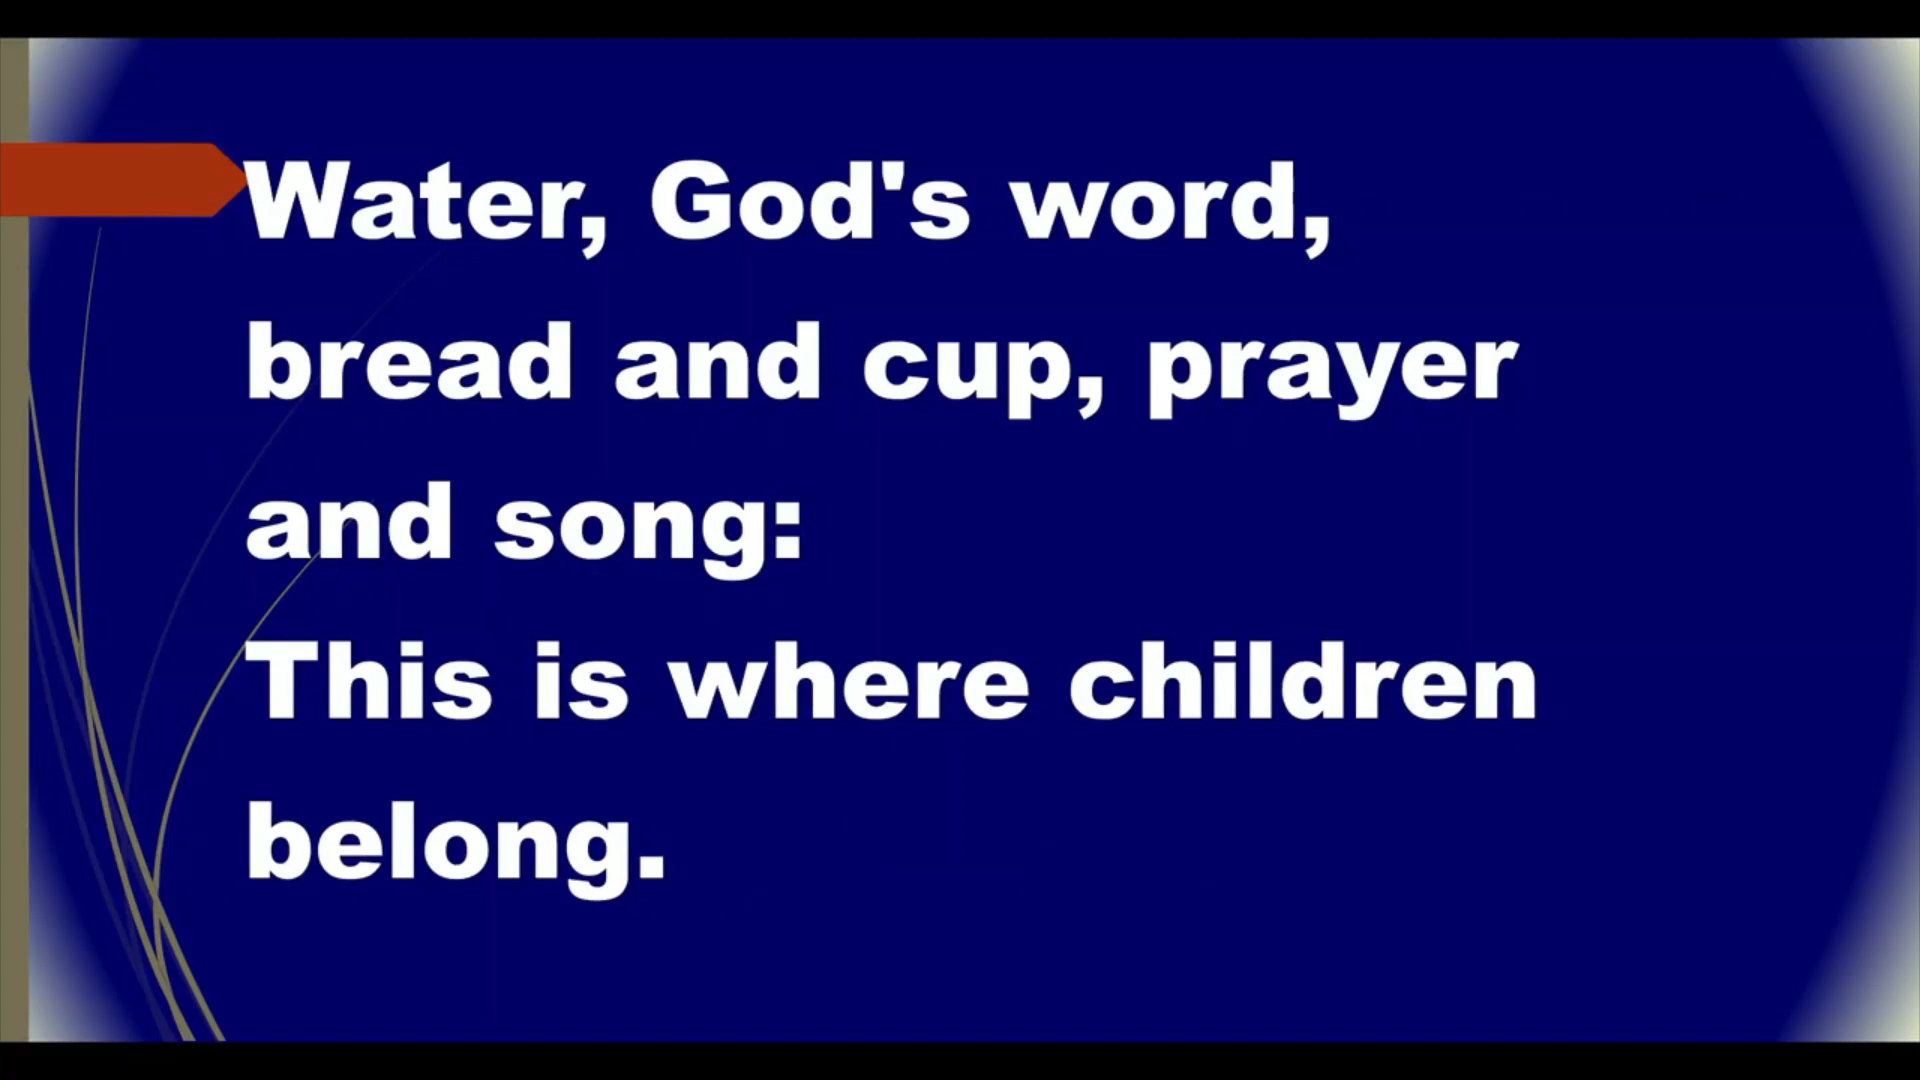 Water, God's word,
bread and cup, prayer
and song:
This is where children
belong.